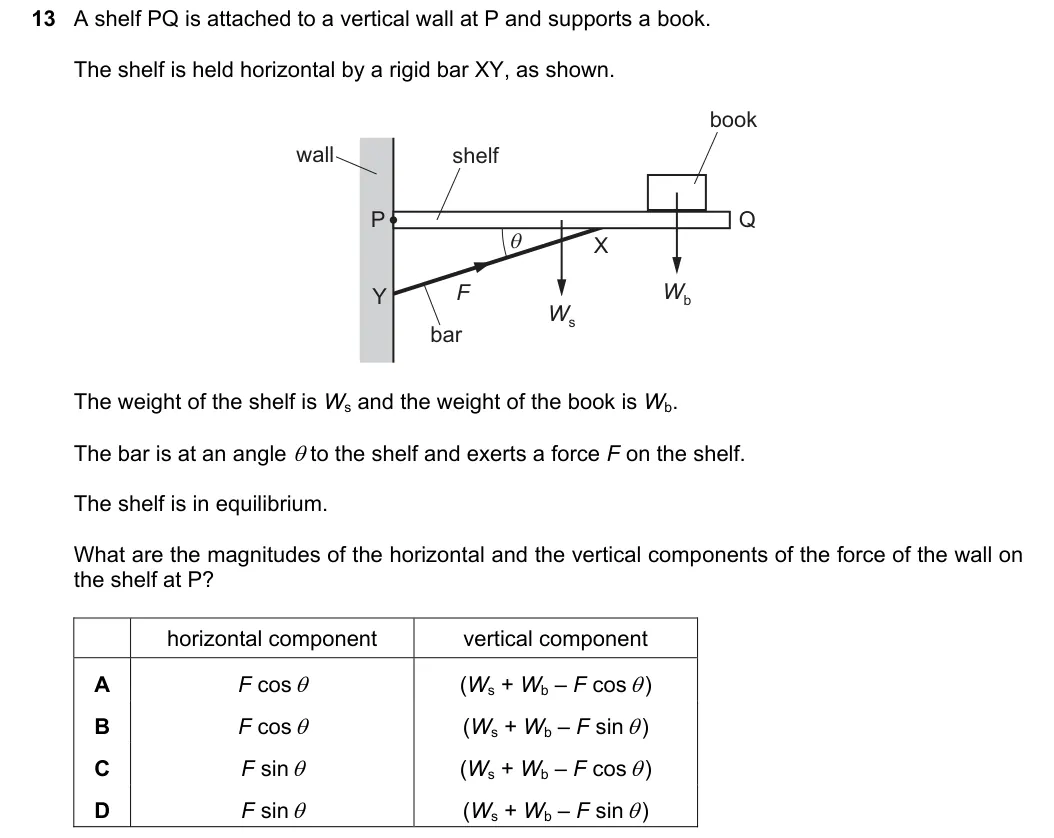 13 A shelf PQ is attached to a vertical wall at P and supports a book.
The shelf is held horizontal by a rigid bar XY, as shown.
book
wall
shelf
P
Q
θ
X
Y
F
W_b
W_s
bar
The weight of the shelf is W_s and the weight of the book is W_b.
The bar is at an angle θ to the shelf and exerts a force F on the shelf.
The shelf is in equilibrium.
What are the magnitudes of the horizontal and the vertical components of the force of the wall on
the shelf at P?
horizontal component vertical component
A F cos θ (W_s + W_b – F cos θ)
B F cos θ (W_s + W_b – F sin θ)
C F sin θ (W_s + W_b – F cos θ)
D F sin θ (W_s + W_b – F sin θ)